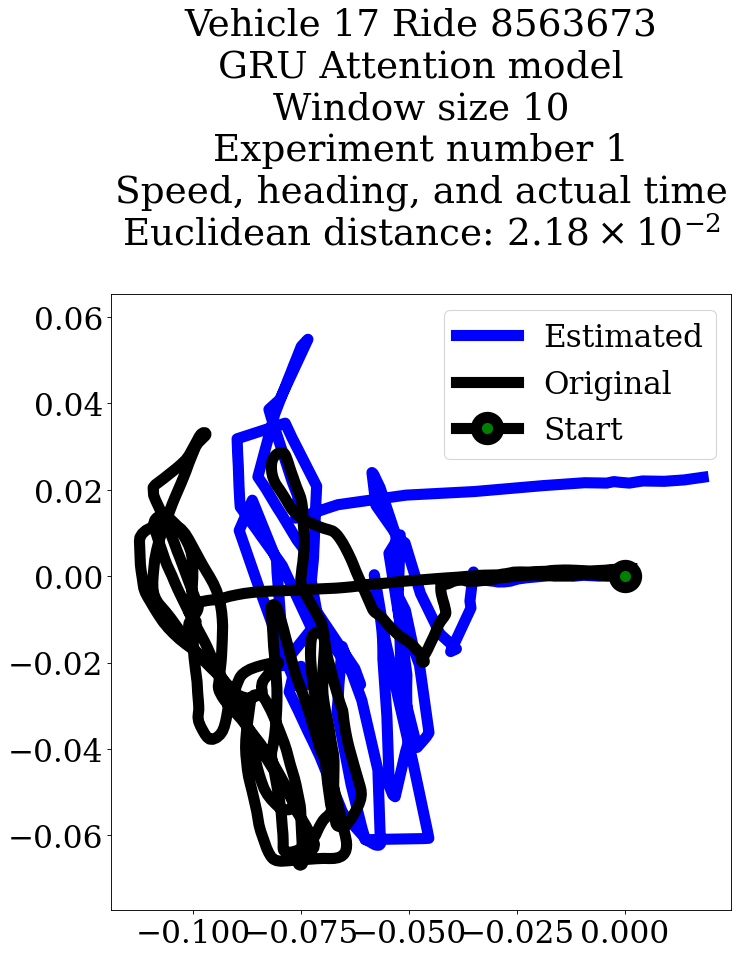 Vehicle 17 Ride 8563673
GRU Attention model
Window size 10
Experiment number 1
Speed, heading, and actual time
Euclidean distance: 2.18 × 10⁻²
Estimated
Original
Start
0.06
0.04
0.02
0.00
−0.02
−0.04
−0.06
−0.100
−0.075
−0.050
−0.025
0.000